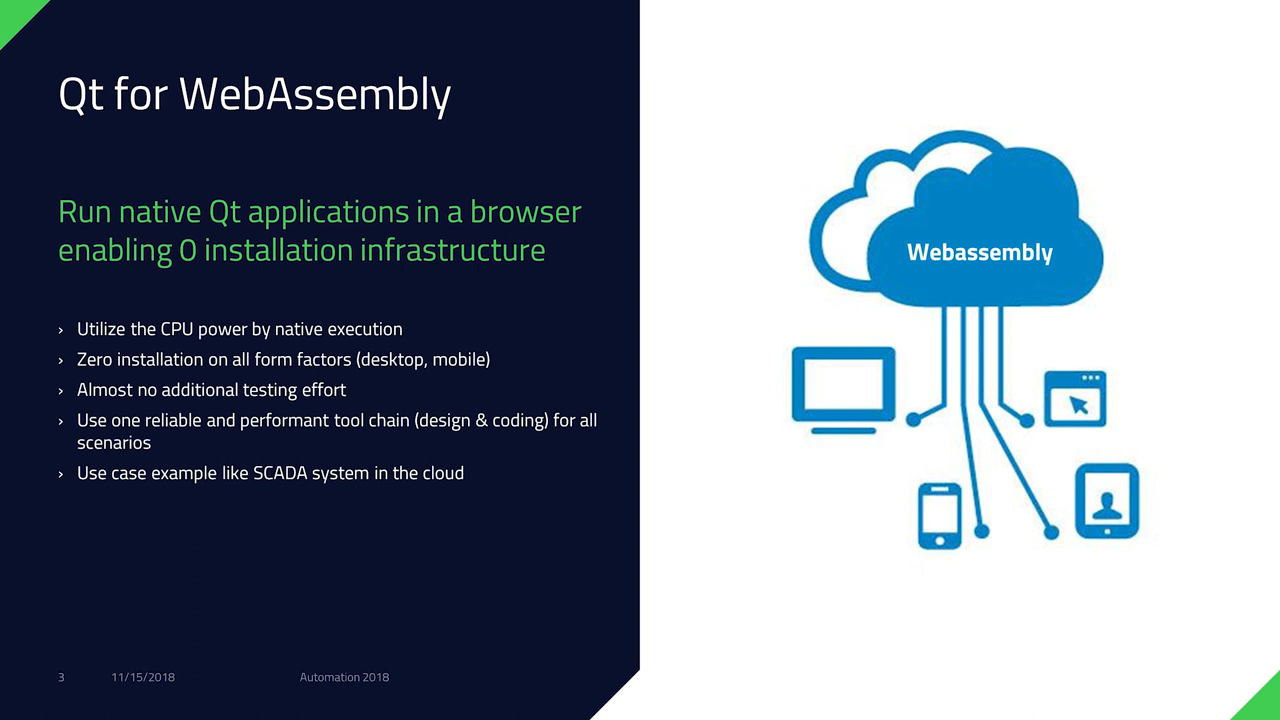 Qt for WebAssembly
Run native Qt applications in a browser
enabling 0 installation infrastructure
› Utilize the CPU power by native execution
› Zero installation on all form factors (desktop, mobile)
› Almost no additional testing effort
› Use one reliable and performant tool chain (design & coding) for all
scenarios
› Use case example like SCADA system in the cloud
3 11/15/2018 Automation 2018
Webassembly